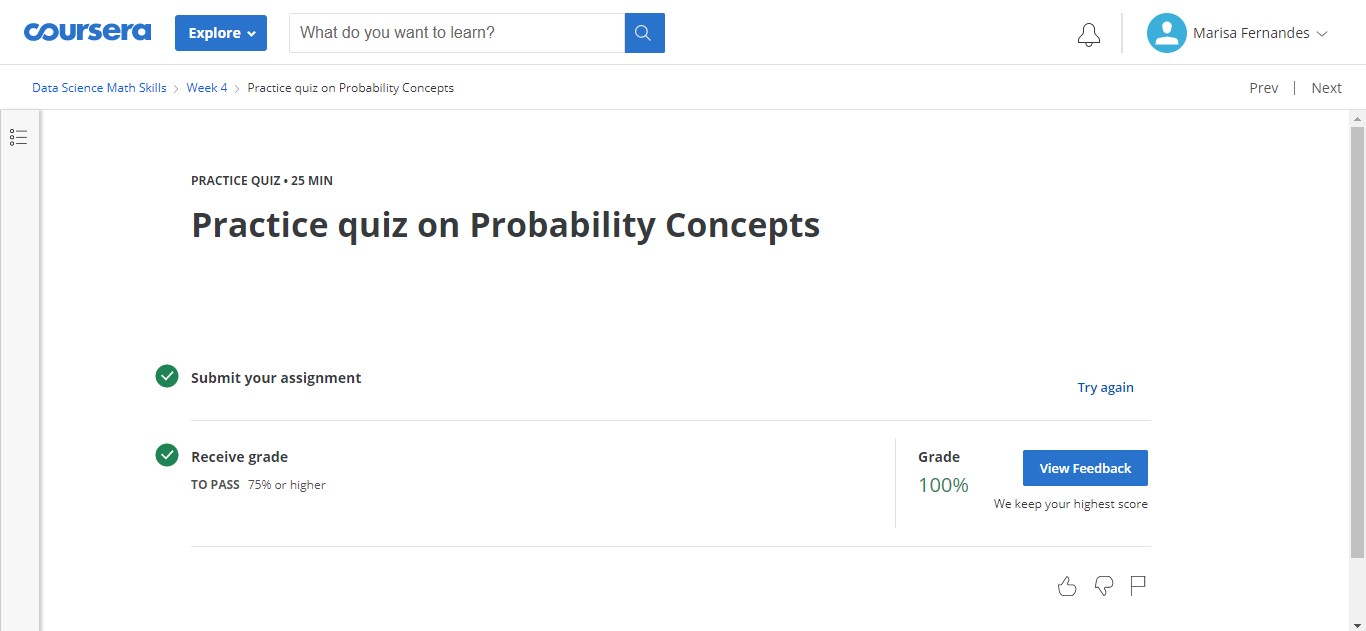 coursera
Explore
What do you want to learn?
Marisa Fernandes
Data Science Math Skills > Week 4 > Practice quiz on Probability Concepts
Prev | Next
PRACTICE QUIZ • 25 MIN
Practice quiz on Probability Concepts
Submit your assignment
Try again
Receive grade
TO PASS 75% or higher
Grade
100%
View Feedback
We keep your highest score